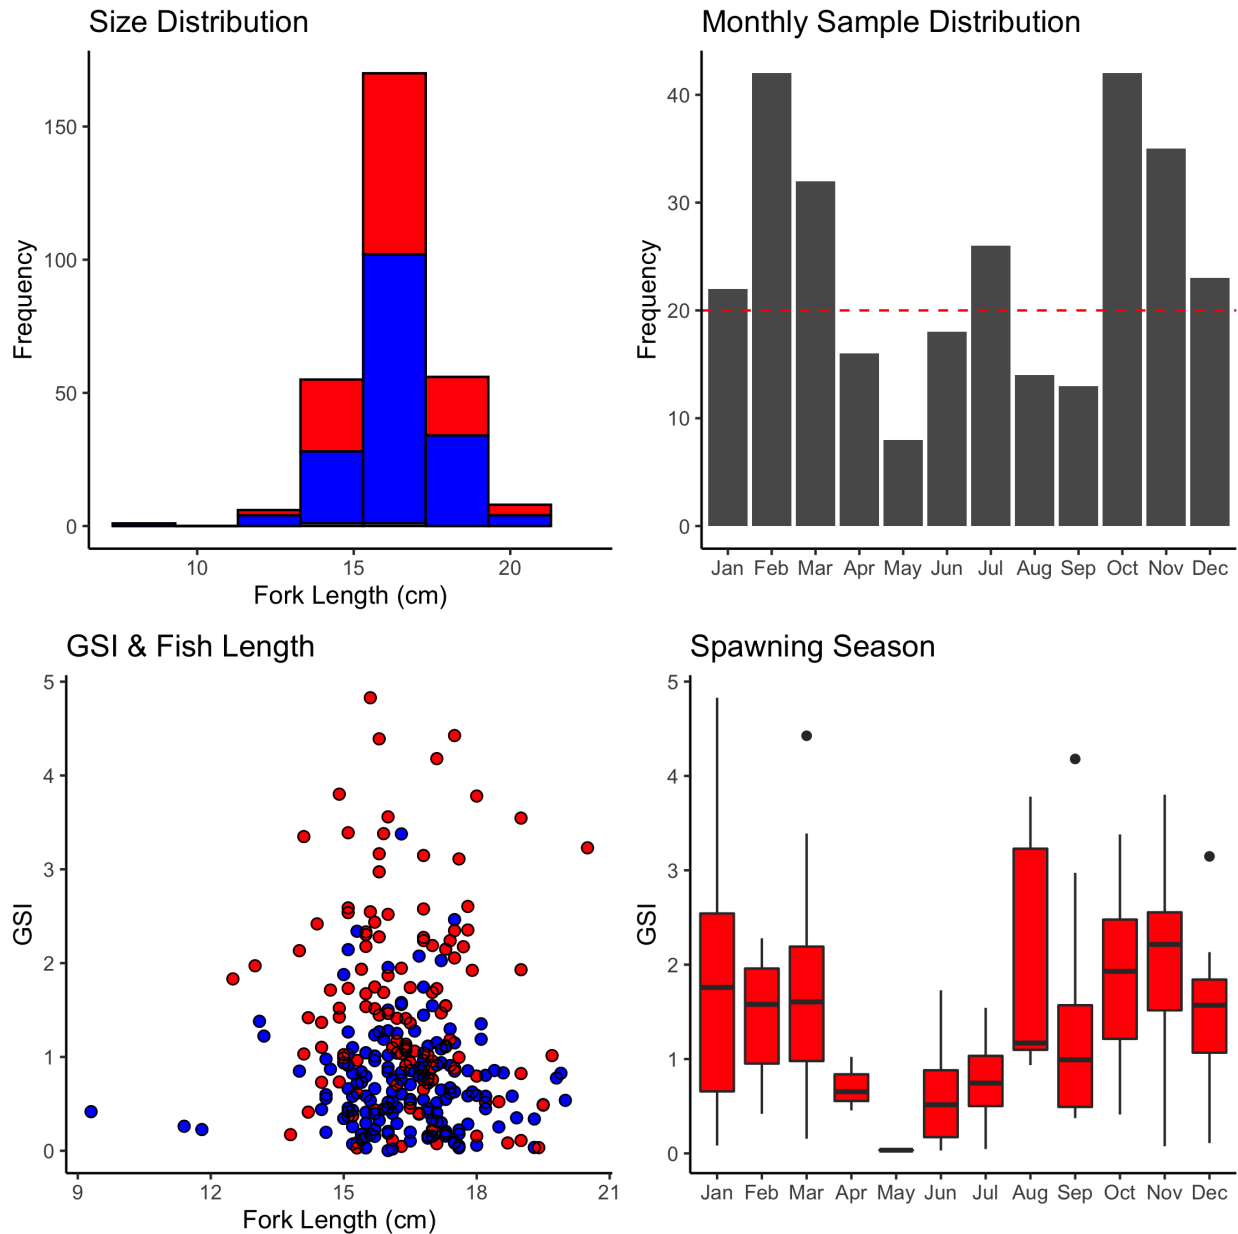 Size Distribution
150
100
50
0
Frequency
10 15 20
Fork Length (cm)
Monthly Sample Distribution
40
30
20
10
0
Frequency
Jan Feb Mar Apr May Jun Jul Aug Sep Oct Nov Dec
GSI & Fish Length
5
4
3
2
1
0
GSI
9 12 15 18 21
Fork Length (cm)
Spawning Season
5
4
3
2
1
0
GSI
Jan Feb Mar Apr May Jun Jul Aug Sep Oct Nov Dec